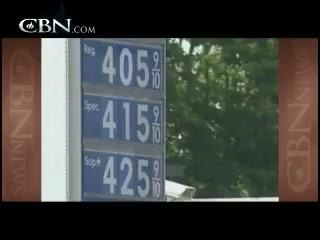 CBN.COM
Reg. 405 9/10
Spec. 415 9/10
Sup+ 425 9/10
CBN NEWS
CBN NEWS